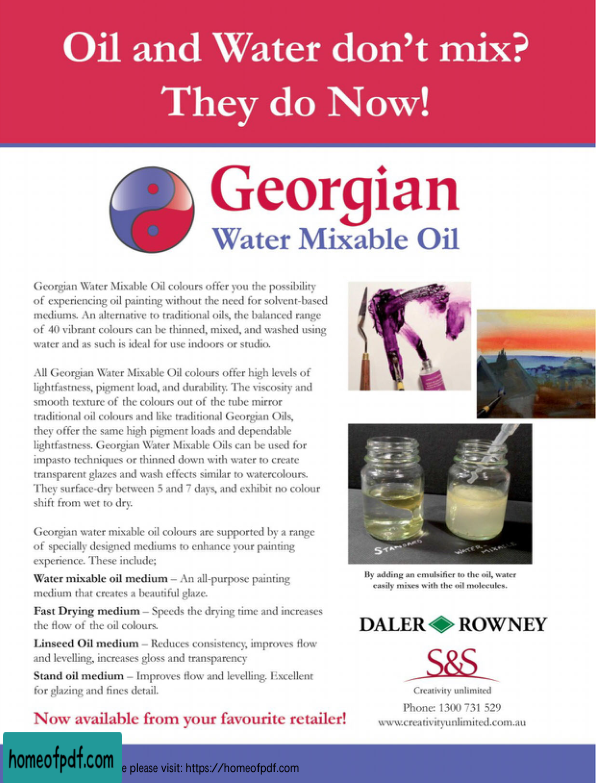 Oil and Water don't mix?
They do Now!
Georgian
Water Mixable Oil
Georgian Water Mixable Oil colours offer you the possibility
of experiencing oil painting without the need for solvent-based
mediums. An alternative to traditional oils, the balanced range
of 40 vibrant colours can be thinned, mixed, and washed using
water and as such is ideal for use indoors or studio.
All Georgian Water Mixable Oil colours offer high levels of
lightfastness, pigment load, and durability. The viscosity and
smooth texture of the colours out of the tube mirror
traditional oil colours and like traditional Georgian Oils,
they offer the same high pigment loads and dependable
lightfastness. Georgian Water Mixable Oils can be used for
impasto techniques or thinned down with water to create
transparent glazes and wash effects similar to watercolours.
They surface-dry between 5 and 7 days, and exhibit no colour
shift from wet to dry.
Georgian water mixable oil colours are supported by a range
of specially designed mediums to enhance your painting
experience. These include;
Water mixable oil medium – An all-purpose painting
medium that creates a beautiful glaze.
Fast Drying medium – Speeds the drying time and increases
the flow of the oil colours.
Linseed Oil medium – Reduces consistency, improves flow
and levelling, increases gloss and transparency
Stand oil medium – Improves flow and levelling. Excellent
for glazing and fines detail.
Now available from your favourite retailer!
STANDARD
WATER-
MIXABLE
By adding an emulsifier to the oil, water
easily mixes with the oil molecules.
DALER ROWNEY
S&S
Creativity unlimited
Phone: 1300 731 529
www.creativityunlimited.com.au
homeofpdf.com
e please visit: https://homeofpdf.com